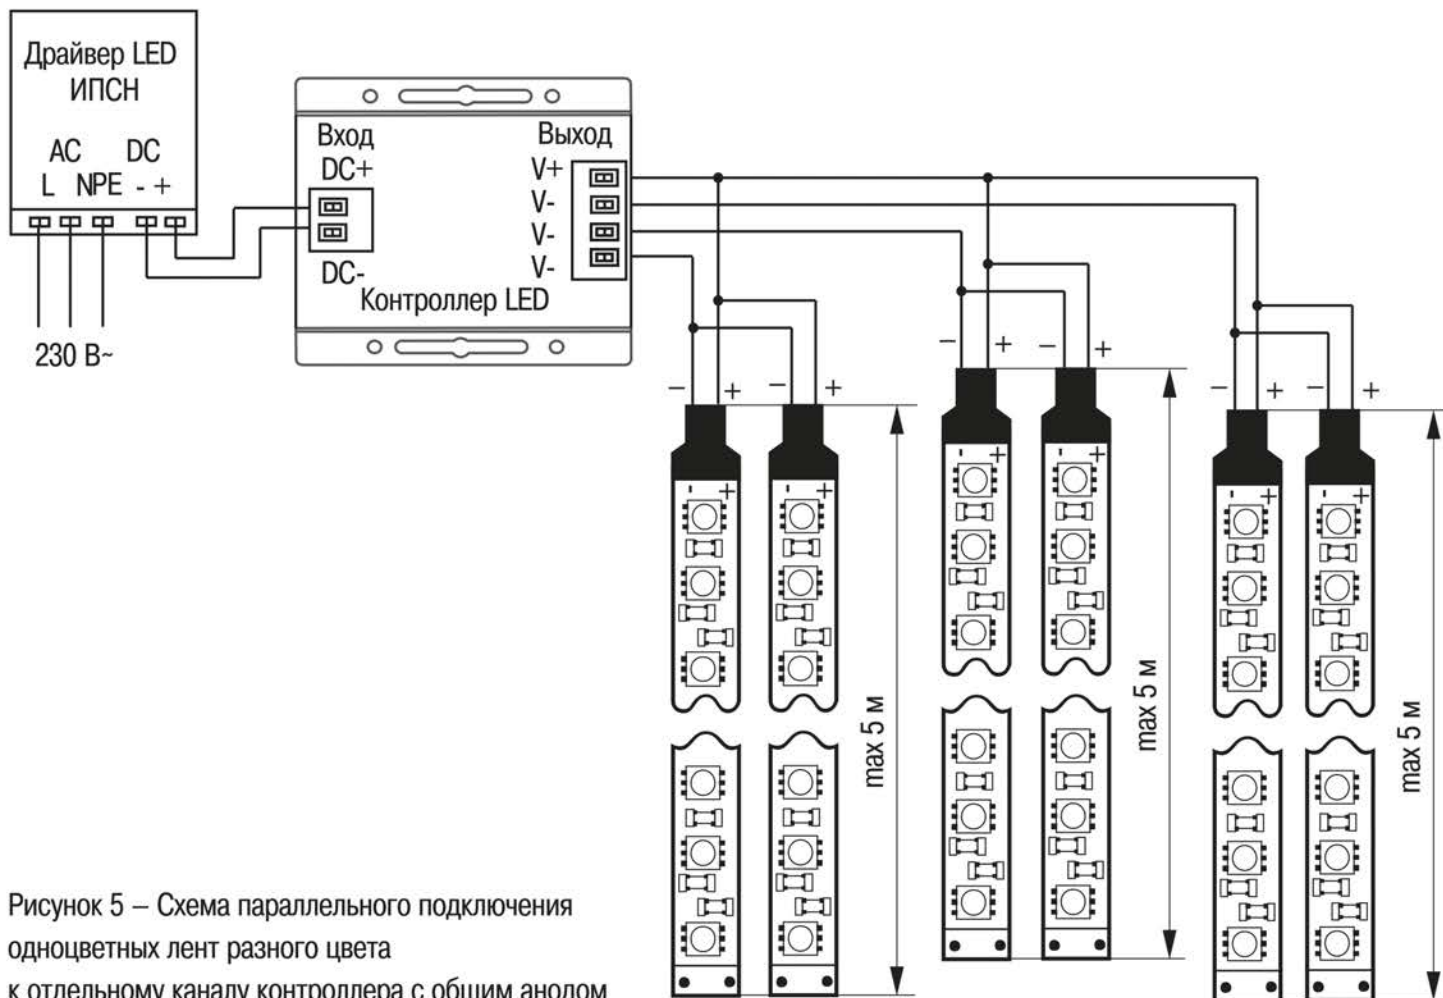 Драйвер LED
ИПСН
AC DC
L NPE - +
230 В~
Вход
DC+
DC-
Выход
V+
V-
V-
V-
Контроллер LED
− + − +
− + − +
− + − +
- + - +
- + - +
- + - +
max 5 м
max 5 м
max 5 м
Рисунок 5 – Схема параллельного подключения
одноцветных лент разного цвета
к отдельному каналу контроллера с общим анодом